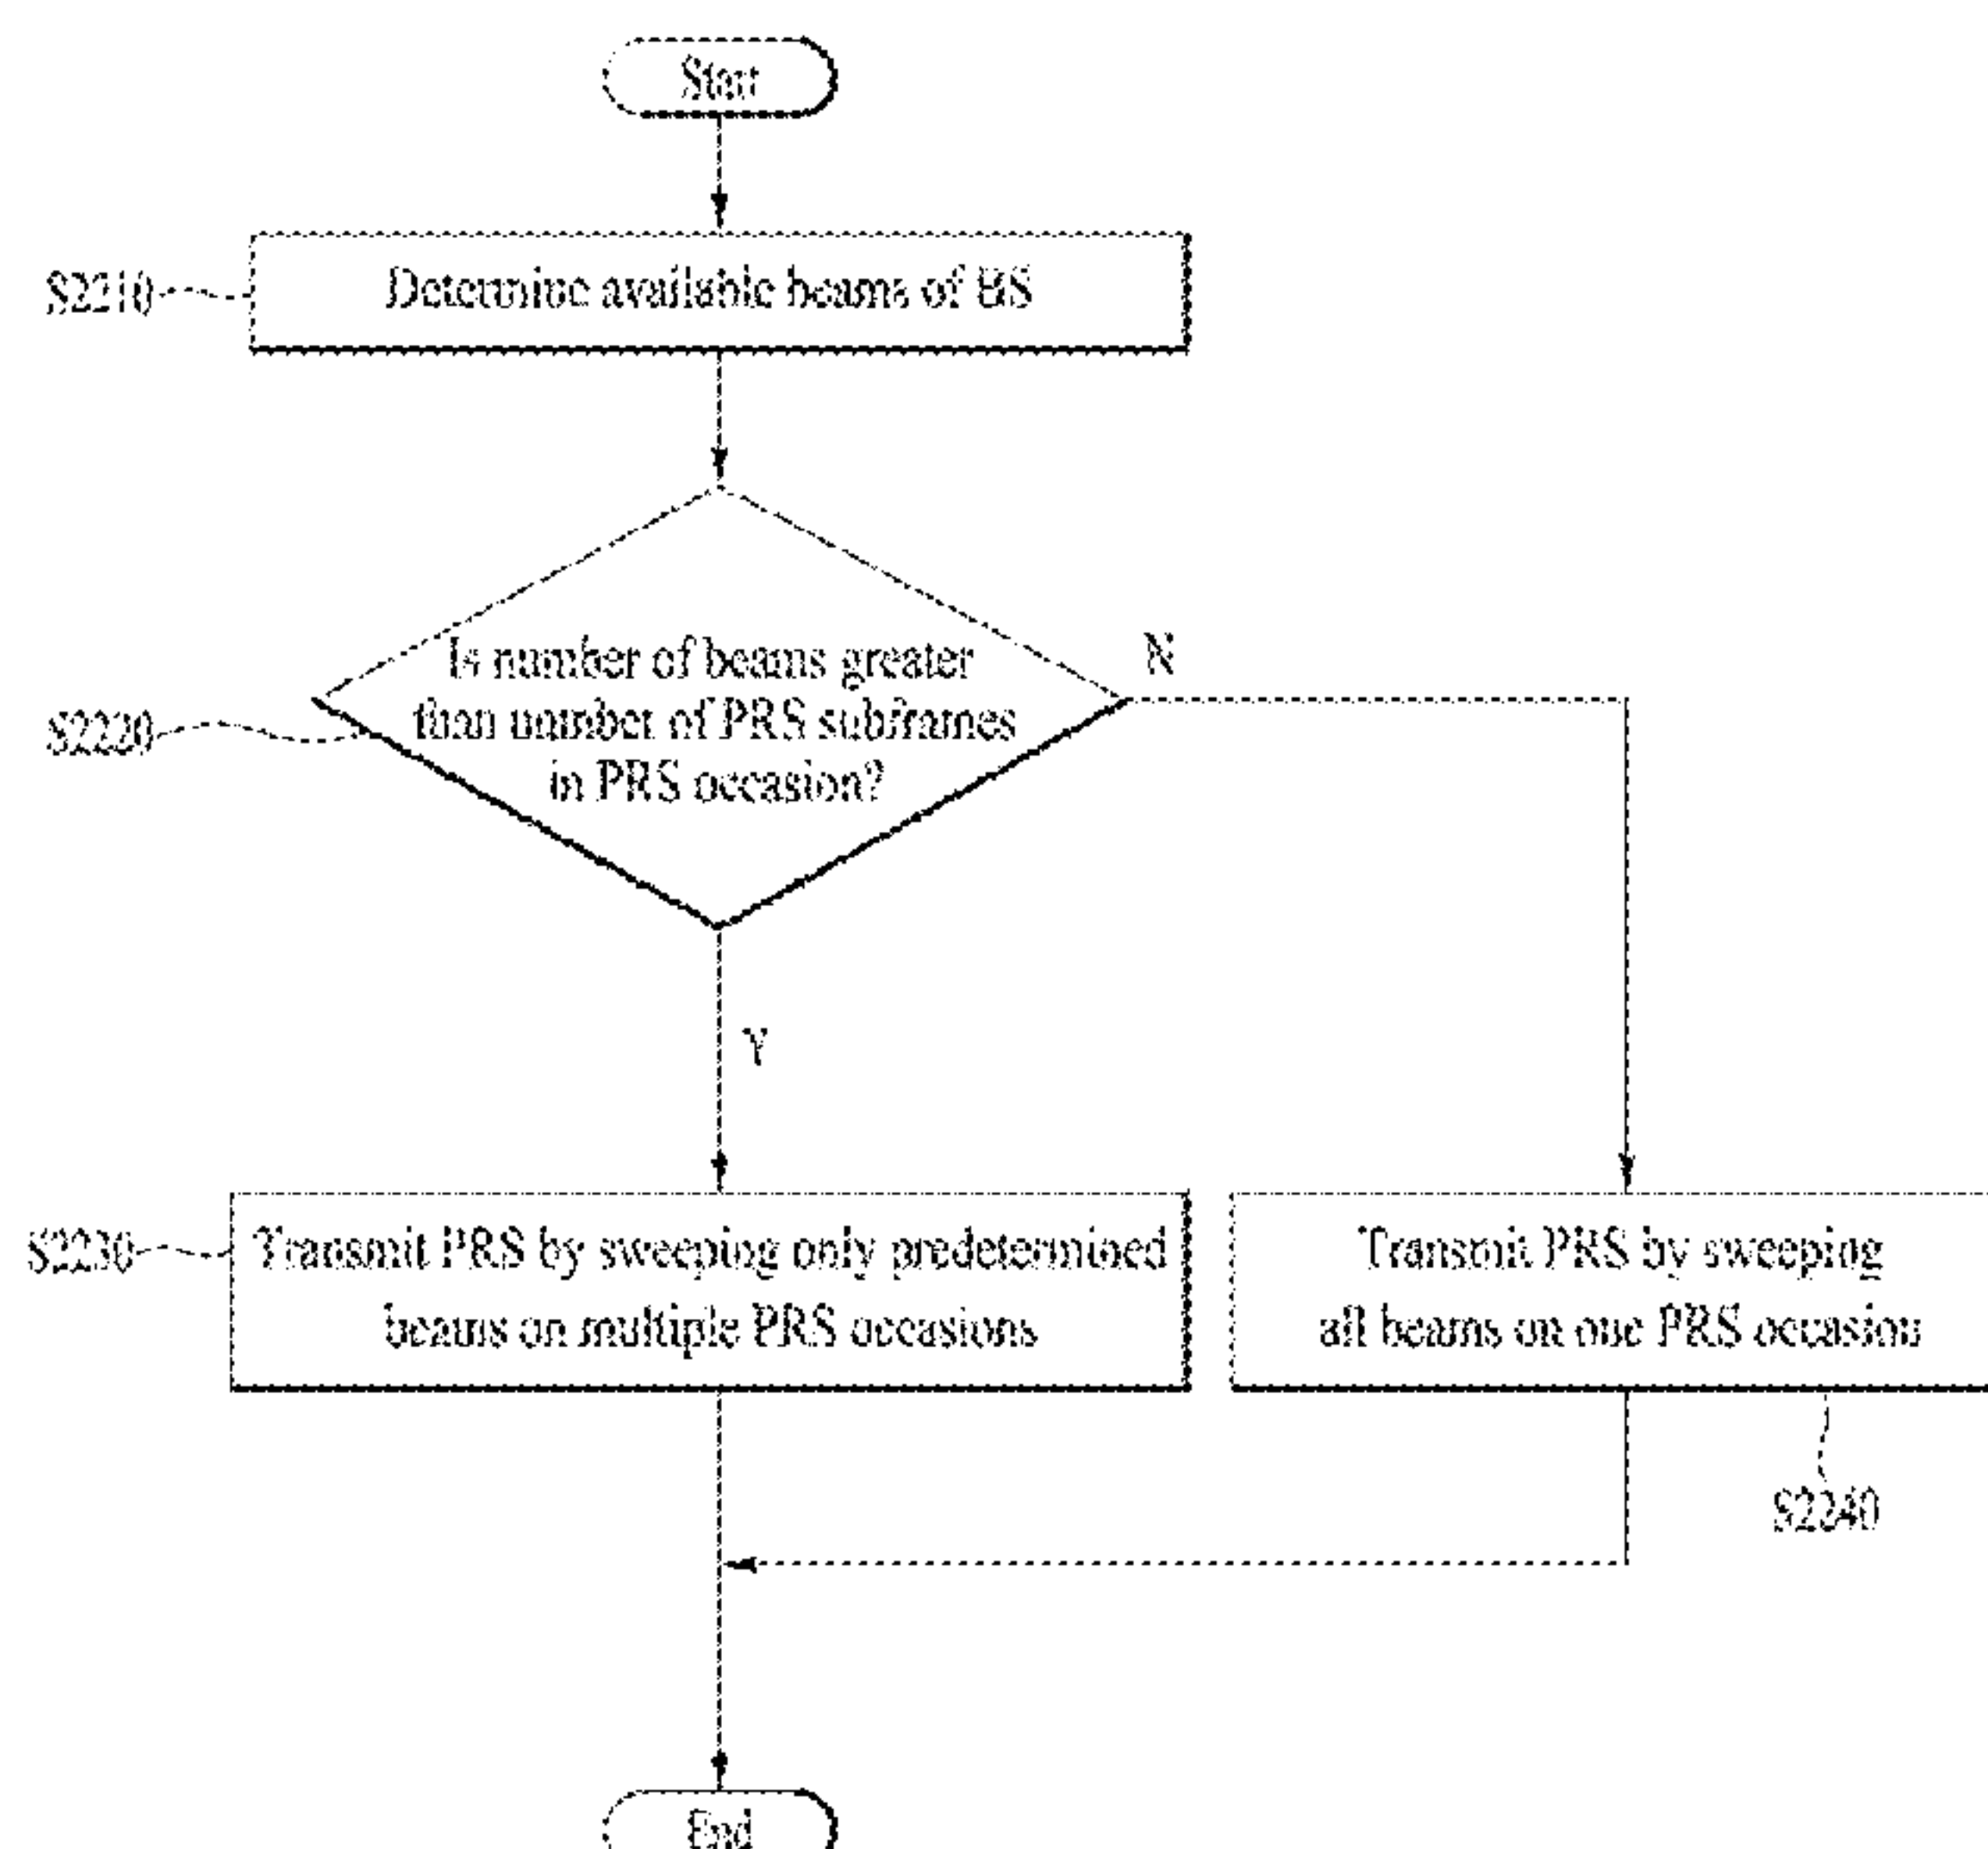 Start
S2210
Determine available beams of BS
Is number of beams greater
than number of PRS subframes
in PRS occasion?
N
S2220
Y
S2230
Transmit PRS by sweeping only predetermined
beams on multiple PRS occasions
Transmit PRS by sweeping
all beams on one PRS occasion
S2240
End